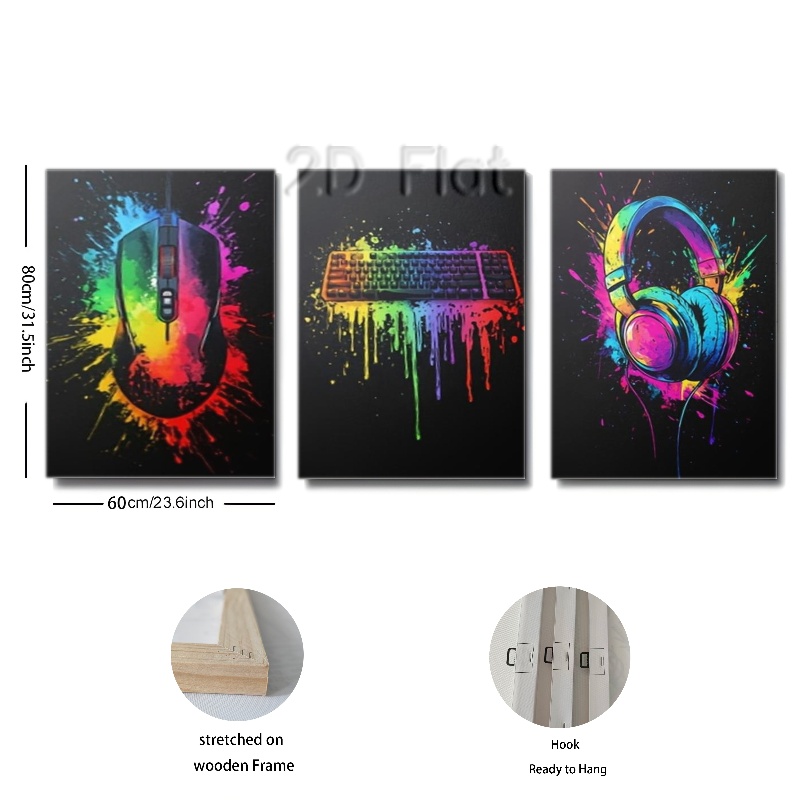 2D Flat
80cm/31.5inch
60cm/23.6inch
stretched on
wooden Frame
Hook
Ready to Hang